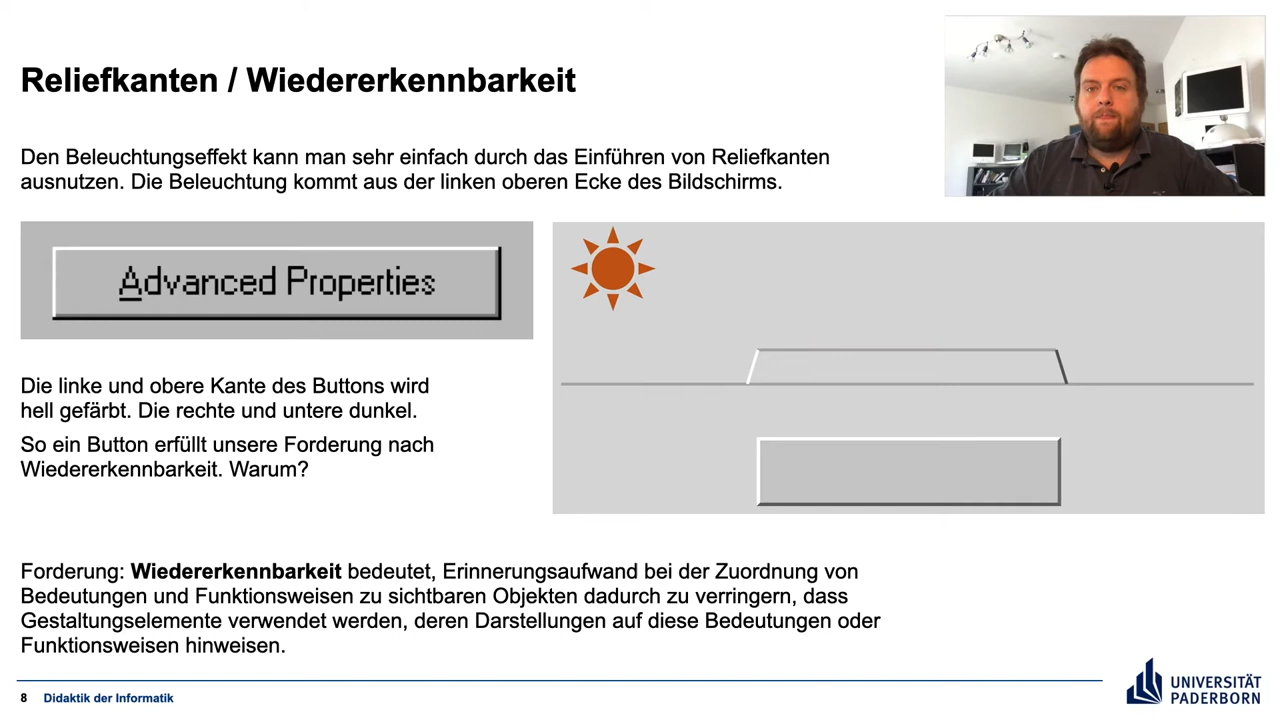 Reliefkanten / Wiedererkennbarkeit
Den Beleuchtungseffekt kann man sehr einfach durch das Einführen von Reliefkanten
ausnutzen. Die Beleuchtung kommt aus der linken oberen Ecke des Bildschirms.
Advanced Properties
Die linke und obere Kante des Buttons wird
hell gefärbt. Die rechte und untere dunkel.
So ein Button erfüllt unsere Forderung nach
Wiedererkennbarkeit. Warum?
Forderung: Wiedererkennbarkeit bedeutet, Erinnerungsaufwand bei der Zuordnung von
Bedeutungen und Funktionsweisen zu sichtbaren Objekten dadurch zu verringern, dass
Gestaltungselemente verwendet werden, deren Darstellungen auf diese Bedeutungen oder
Funktionsweisen hinweisen.
8 Didaktik der Informatik
UNIVERSITÄT
PADERBORN